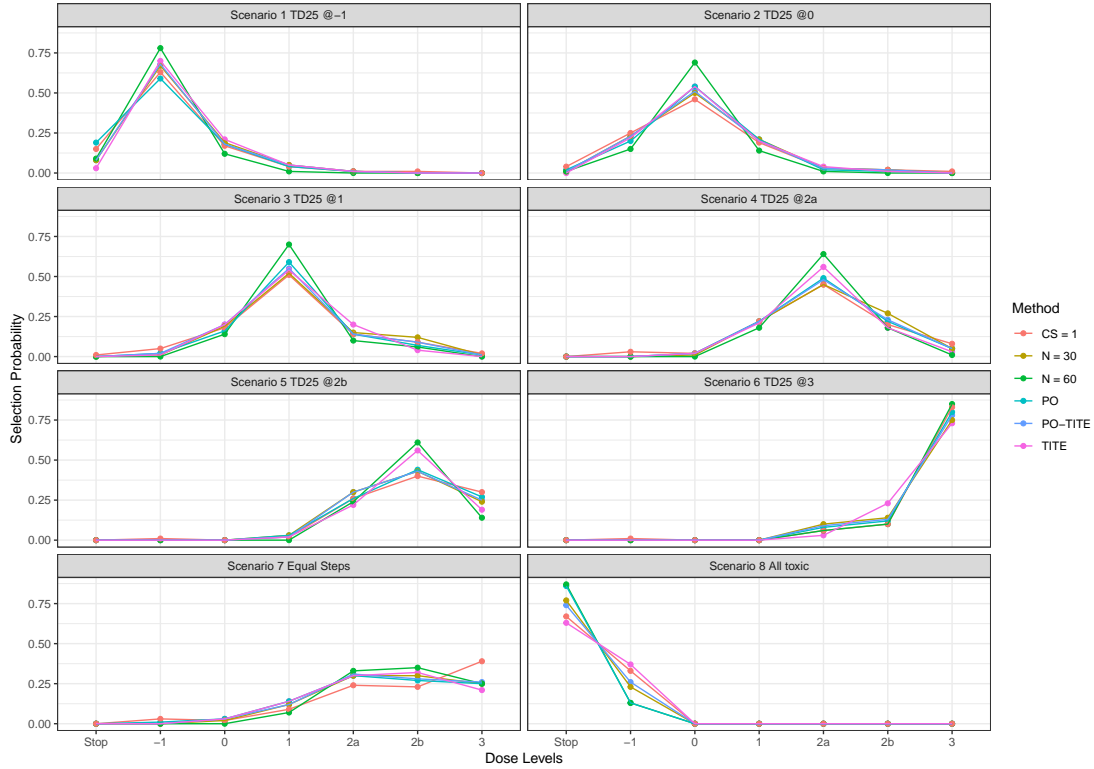 Scenario 1 TD25 @−1
Scenario 2 TD25 @0
0.75
0.50
0.25
0.00
Scenario 3 TD25 @1
Scenario 4 TD25 @2a
0.75
0.50
0.25
0.00
Scenario 5 TD25 @2b
Scenario 6 TD25 @3
0.75
0.50
0.25
0.00
Scenario 7 Equal Steps
Scenario 8 All toxic
0.75
0.50
0.25
0.00
Stop −1 0 1 2a 2b 3
Stop −1 0 1 2a 2b 3
Dose Levels
Selection Probability
Method
CS = 1
N = 30
N = 60
PO
PO−TITE
TITE